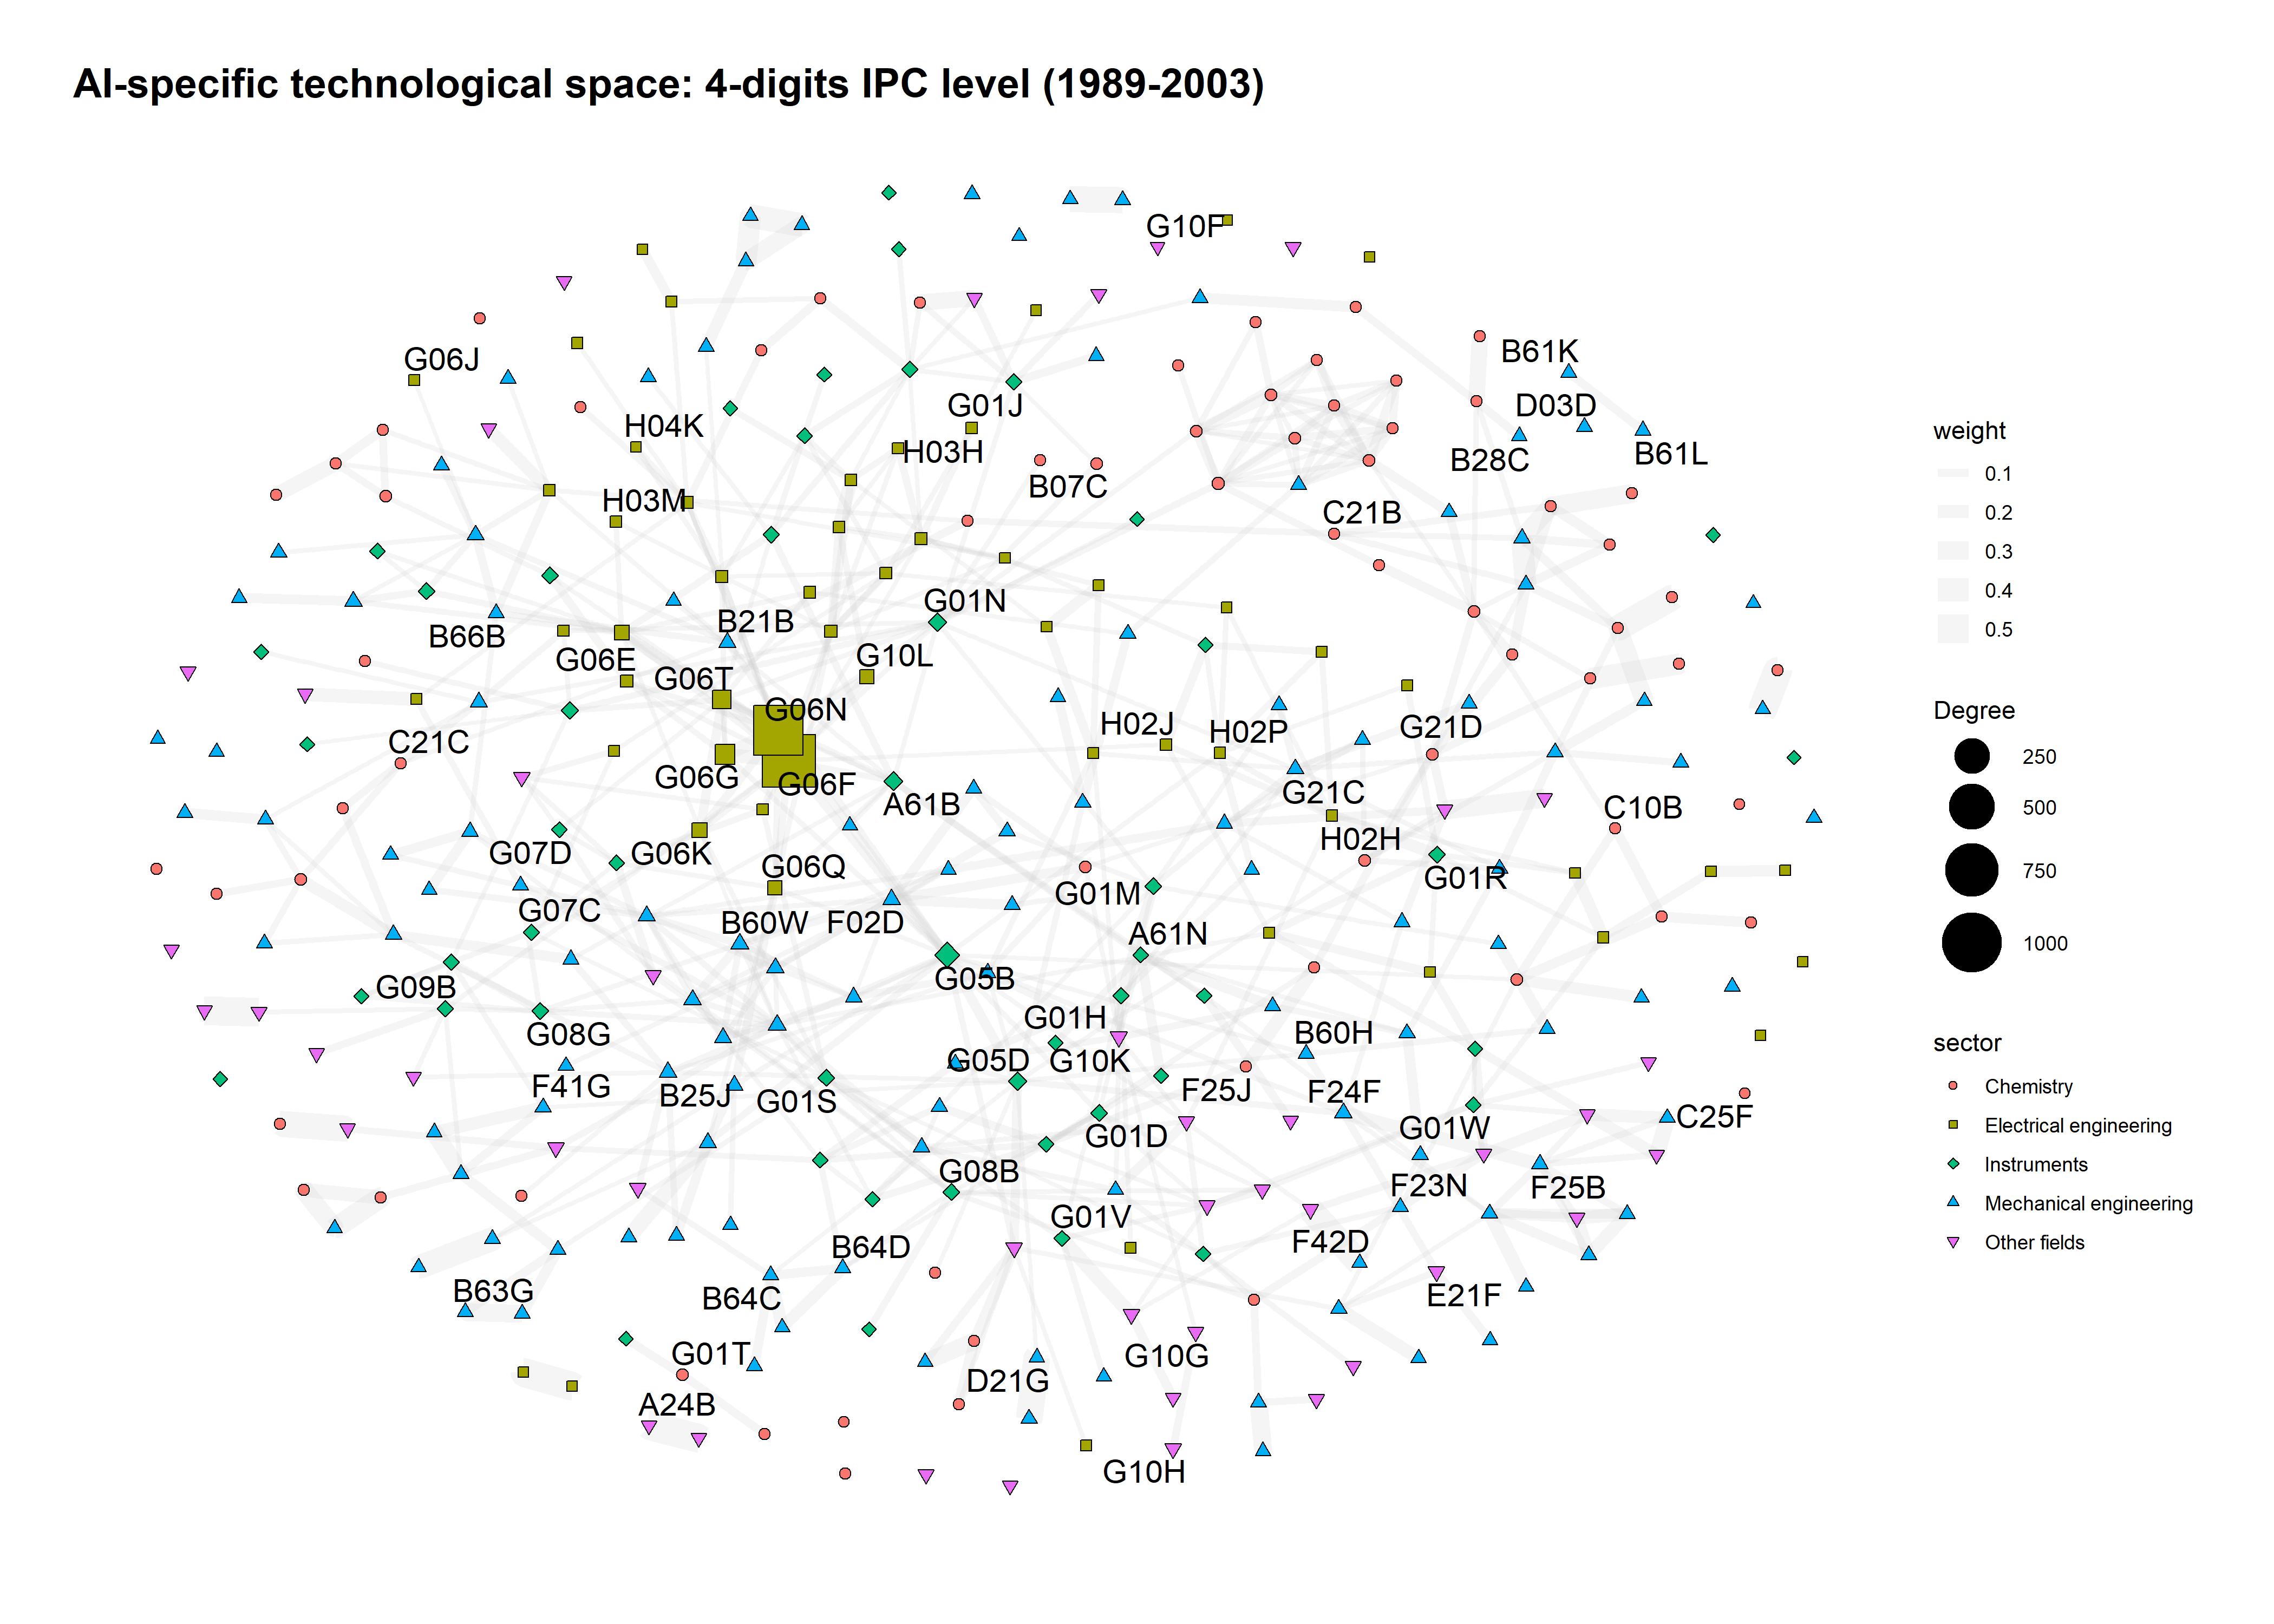 AI-specific technological space: 4-digits IPC level (1989-2003)
G10F
B61K
G06J
G01J
D03D
H04K
H03H
B28C
B61L
B07C
H03M
C21B
G01N
B21B
B66B
G10L
G06E
G06T
G06N
H02J
H02P
G21D
C21C
G06G
G06F
G21C
A61B
C10B
H02H
G07D
G06K
G06Q
G01M
G01R
G07C
B60W
F02D
A61N
G05B
G09B
G01H
G08G
B60H
G05D
G10K
F41G
B25J
G01S
F25J
F24F
C25F
G01D
G01W
G08B
F23N
F25B
G01V
B64D
F42D
B63G
B64C
E21F
G01T
G10G
D21G
A24B
G10H
weight
0.1
0.2
0.3
0.4
0.5
Degree
250
500
750
1000
sector
Chemistry
Electrical engineering
Instruments
Mechanical engineering
Other fields